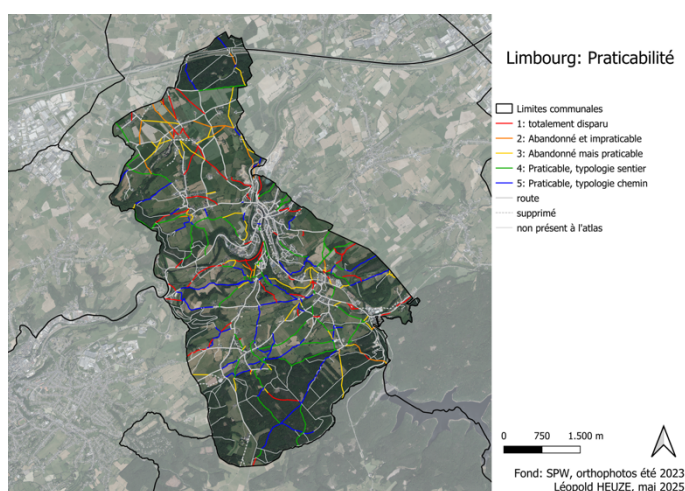 Limbourg: Praticabilité
Limites communales
1: totalement disparu
2: Abandonné et impraticable
3: Abandonné mais praticable
4: Praticable, typologie sentier
5: Praticable, typologie chemin
route
supprimé
non présent à l'atlas
0 750 1.500 m
Fond: SPW, orthophotos été 2023
Léopold HEUZE, mai 2025